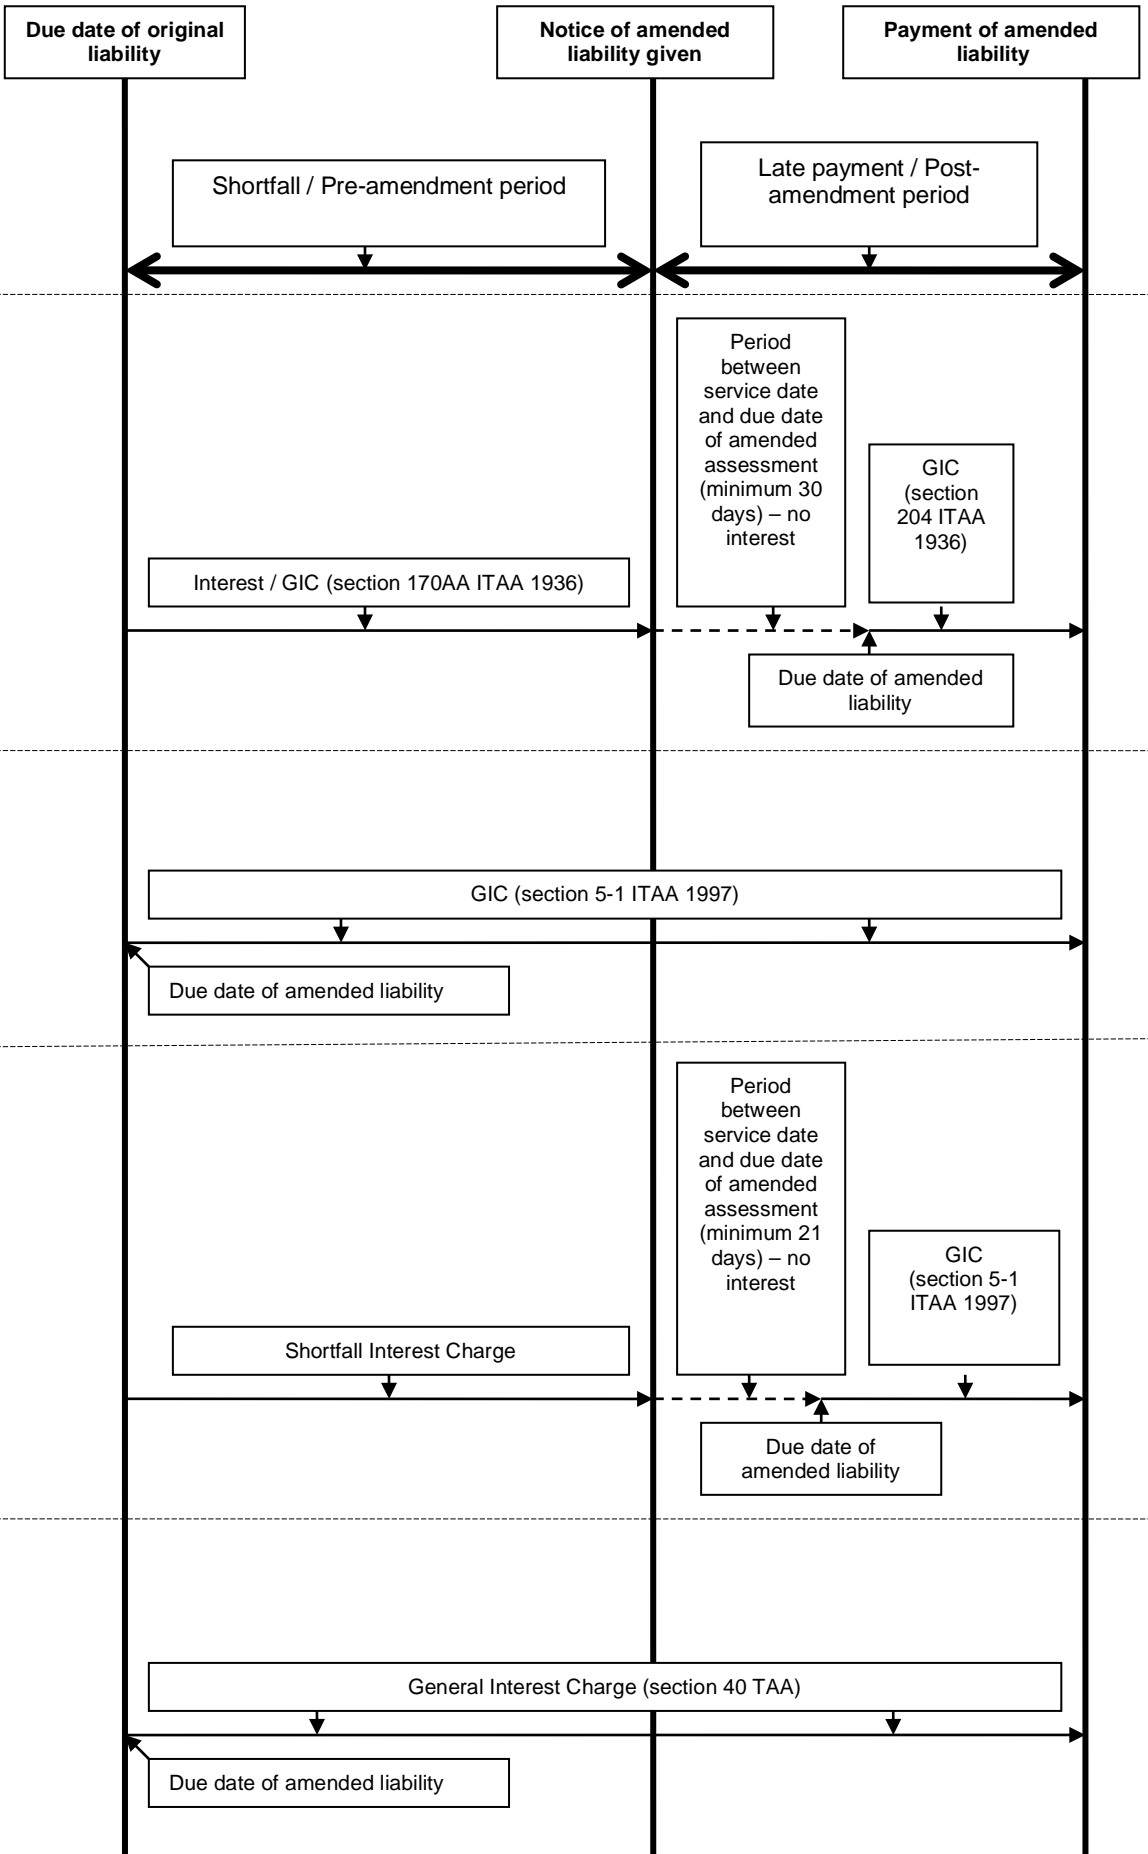 Due date of original
liability
Notice of amended
liability given
Payment of amended
liability
Shortfall / Pre-amendment period
Late payment / Post-
amendment period
Period
between
service date
and due date
of amended
assessment
(minimum 30
days) – no
interest
GIC
(section
204 ITAA
1936)
Interest / GIC (section 170AA ITAA 1936)
Due date of amended
liability
GIC (section 5-1 ITAA 1997)
Due date of amended liability
Period
between
service date
and due date
of amended
assessment
(minimum 21
days) – no
interest
GIC
(section 5-1
ITAA 1997)
Shortfall Interest Charge
Due date of
amended liability
General Interest Charge (section 40 TAA)
Due date of amended liability